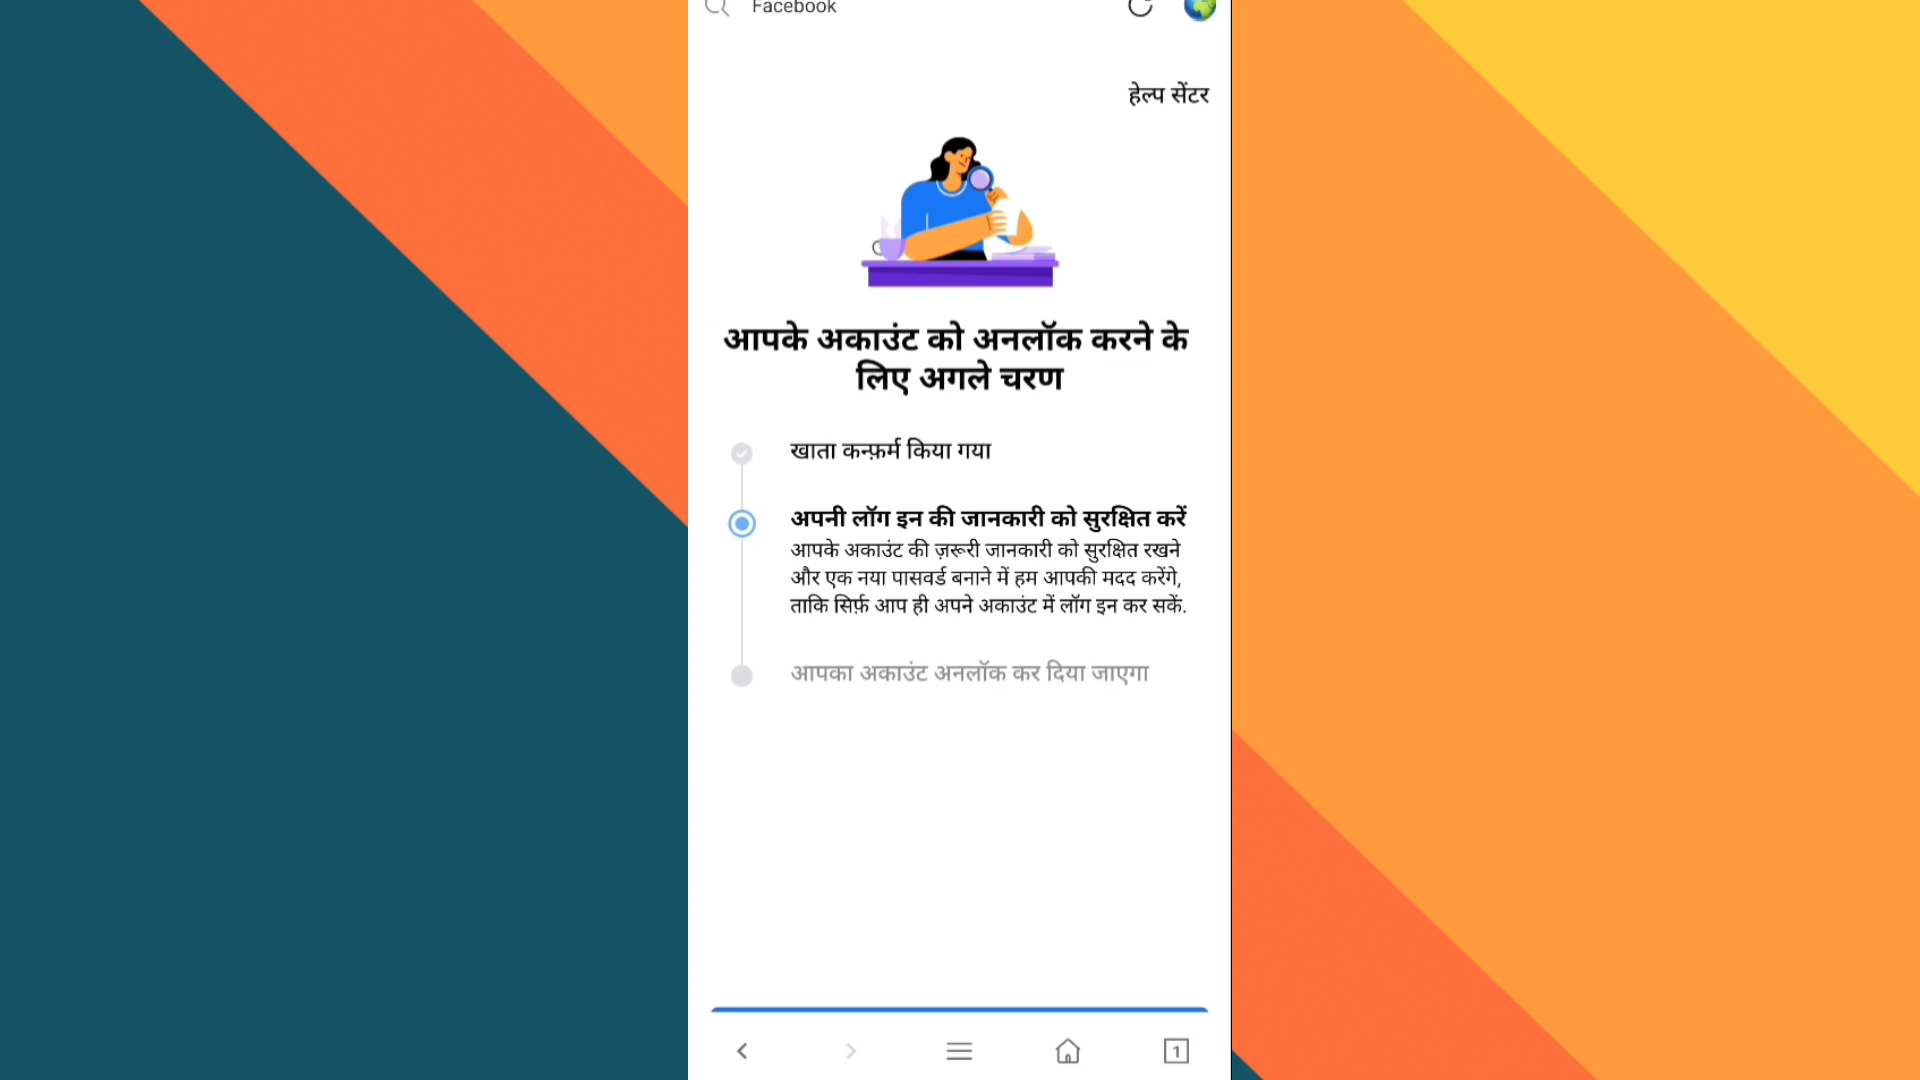 Facebook
हेल्प सेंटर
आपके अकाउंट को अनलॉक करने के
लिए अगले चरण
खाता कन्फ़र्म किया गया
अपनी लॉग इन की जानकारी को सुरक्षित करें
आपके अकाउंट की ज़रूरी जानकारी को सुरक्षित रखने
और एक नया पासवर्ड बनाने में हम आपकी मदद करेंगे,
ताकि सिर्फ़ आप ही अपने अकाउंट में लॉग इन कर सकें.
आपका अकाउंट अनलॉक कर दिया जाएगा
1